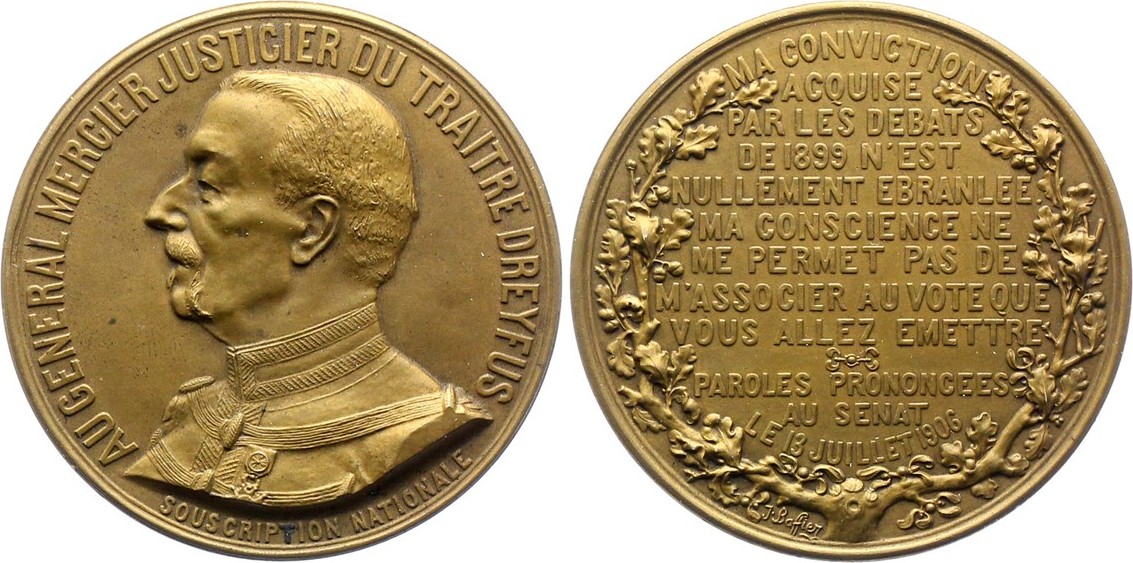 AU GENERAL MERCIER JUSTICIER DU TRAITRE DREYFUS
SOUSCRIPTION NATIONALE
MA CONVICTION
ACQUISE
PAR LES DEBATS
DE 1899 N'EST
NULLEMENT EBRANLEE.
MA CONSCIENCE NE
ME PERMET PAS DE
M'ASSOCIER AU VOTE QUE
VOUS ALLEZ EMETTRE
PAROLES PRONONCEES
AU SENAT
LE 13 JUILLET 1906
J. Baffier